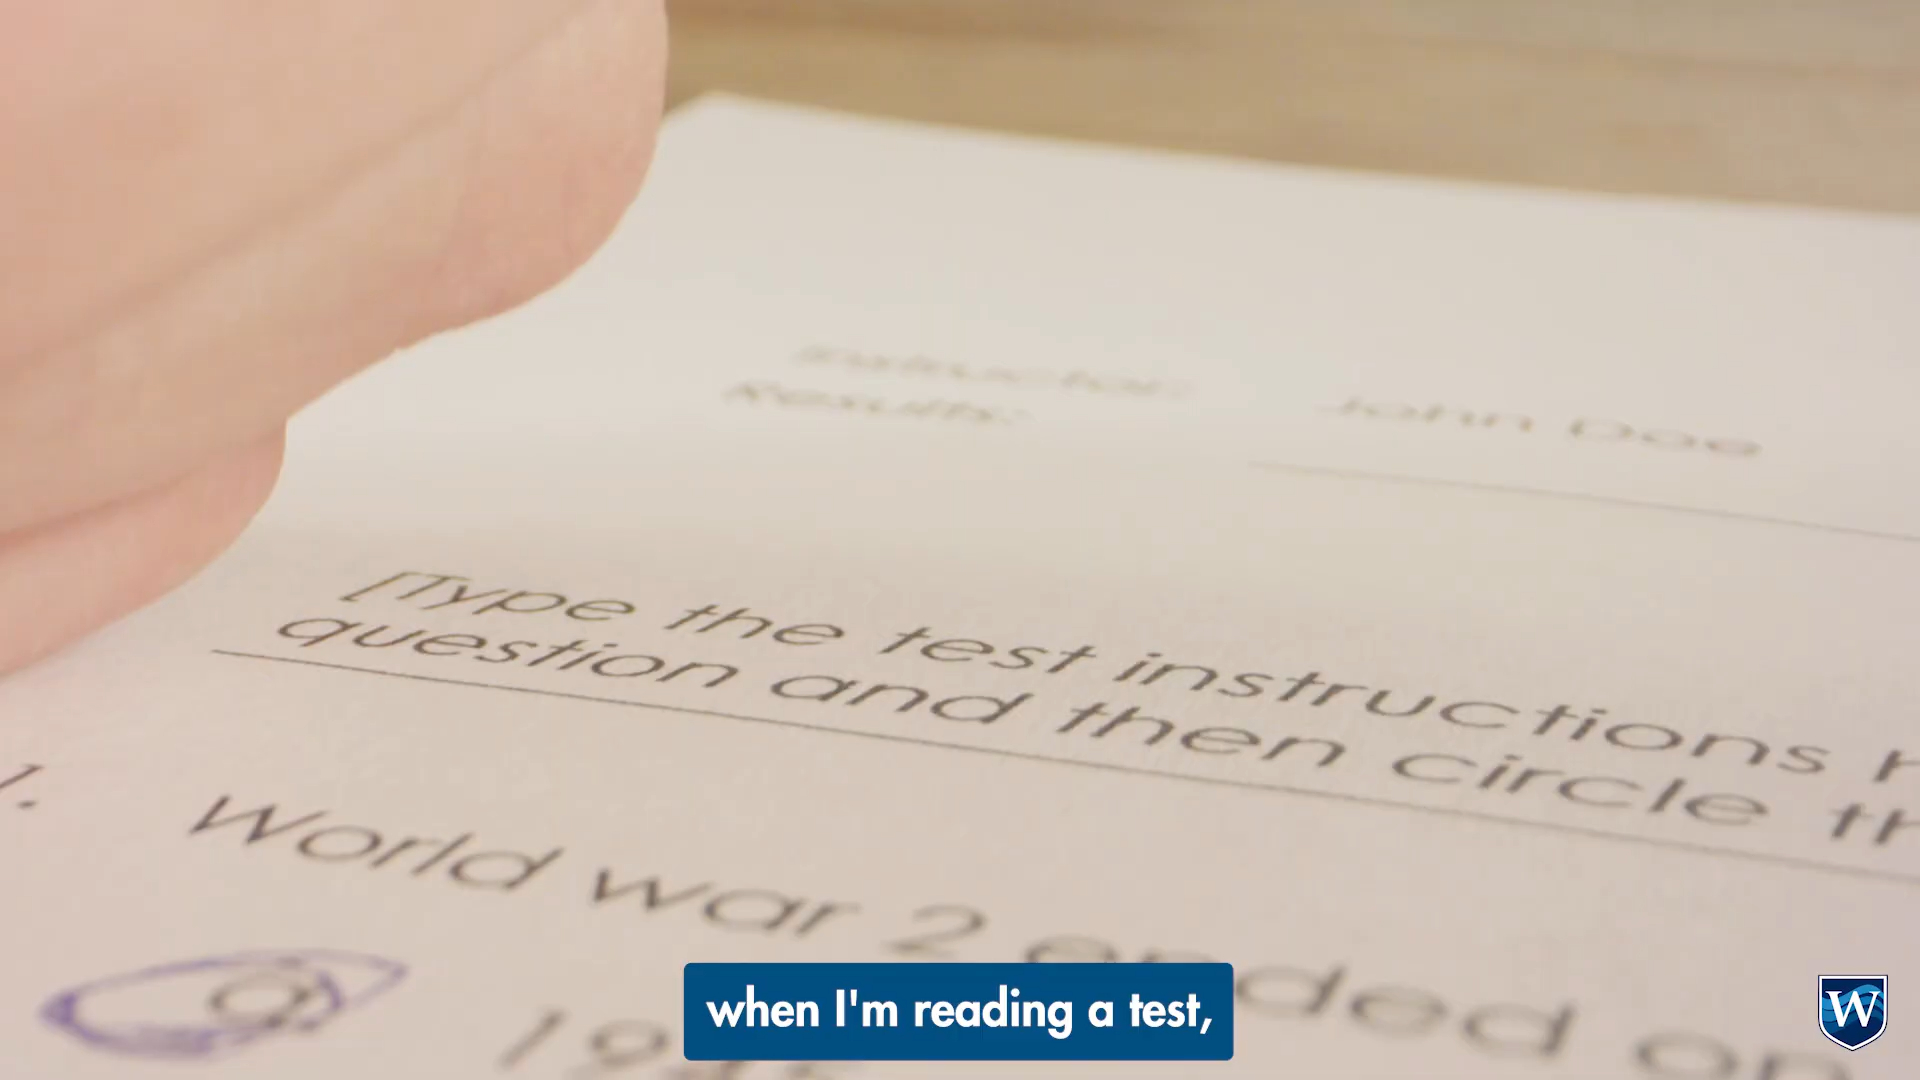 Instructor: John Doe
Results:
[Type the test instructions
question and then circle
1. World war 2 ended on
a)
when I'm reading a test,
W